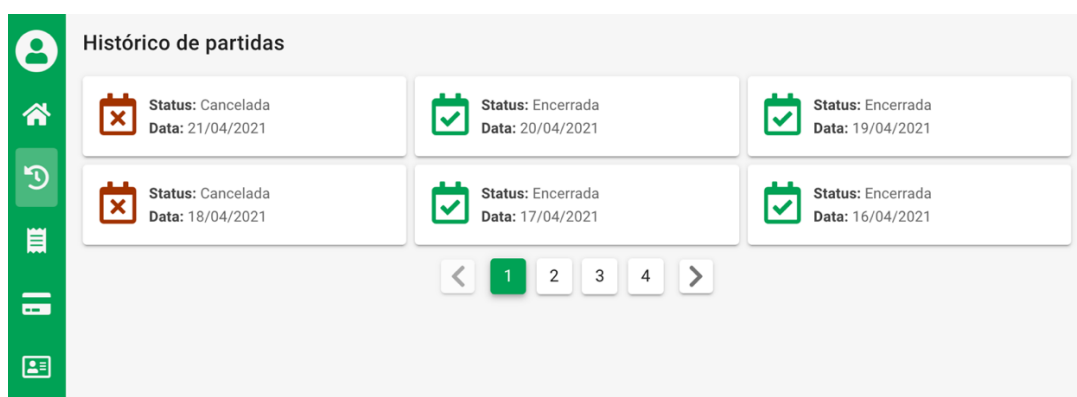 Histórico de partidas
Status: Cancelada
Data: 21/04/2021
Status: Encerrada
Data: 20/04/2021
Status: Encerrada
Data: 19/04/2021
Status: Cancelada
Data: 18/04/2021
Status: Encerrada
Data: 17/04/2021
Status: Encerrada
Data: 16/04/2021
1 2 3 4